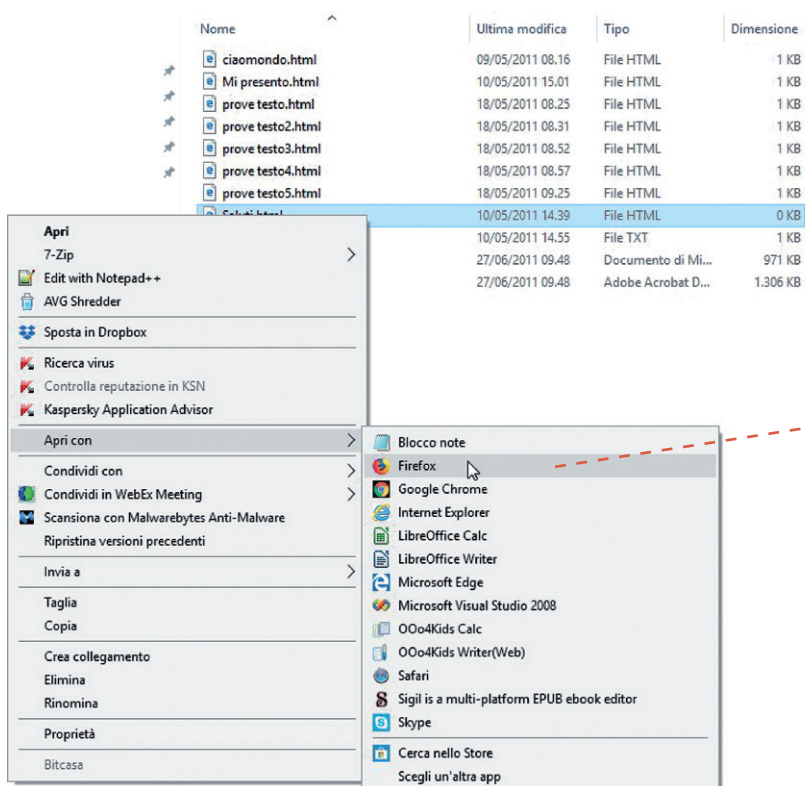 Nome Ultima modifica Tipo Dimensione
ciaomondo.html 09/05/2011 08.16 File HTML 1 KB
Mi presento.html 10/05/2011 15.01 File HTML 1 KB
prove testo.html 18/05/2011 08.25 File HTML 1 KB
prove testo2.html 18/05/2011 08.31 File HTML 1 KB
prove testo3.html 18/05/2011 08.52 File HTML 1 KB
prove testo4.html 18/05/2011 08.57 File HTML 1 KB
prove testo5.html 18/05/2011 09.25 File HTML 1 KB
Saluti.html 10/05/2011 14.39 File HTML 0 KB
10/05/2011 14.55 File TXT 1 KB
27/06/2011 09.48 Documento di Mi... 971 KB
27/06/2011 09.48 Adobe Acrobat D... 1.306 KB
Apri
7-Zip
Edit with Notepad++
AVG Shredder
Sposta in Dropbox
Ricerca virus
Controlla reputazione in KSN
Kaspersky Application Advisor
Apri con
Condividi con
Condividi in WebEx Meeting
Scansiona con Malwarebytes Anti-Malware
Ripristina versioni precedenti
Invia a
Taglia
Copia
Crea collegamento
Elimina
Rinomina
Proprietà
Bitcasa
Blocco note
Firefox
Google Chrome
Internet Explorer
LibreOffice Calc
LibreOffice Writer
Microsoft Edge
Microsoft Visual Studio 2008
OOo4Kids Calc
OOo4Kids Writer(Web)
Safari
Sigil is a multi-platform EPUB ebook editor
Skype
Cerca nello Store
Scegli un'altra app